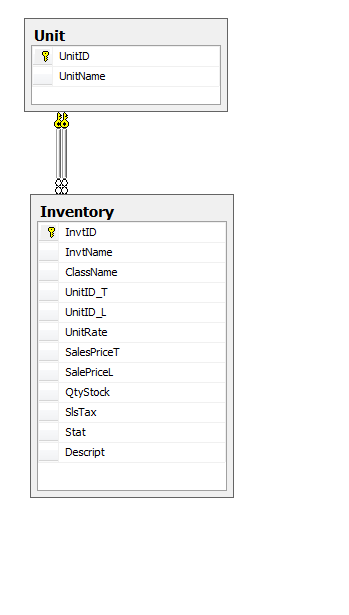 Unit
UnitID
UnitName
Inventory
InvtID
InvtName
ClassName
UnitID_T
UnitID_L
UnitRate
SalesPriceT
SalePriceL
QtyStock
SlsTax
Stat
Descript